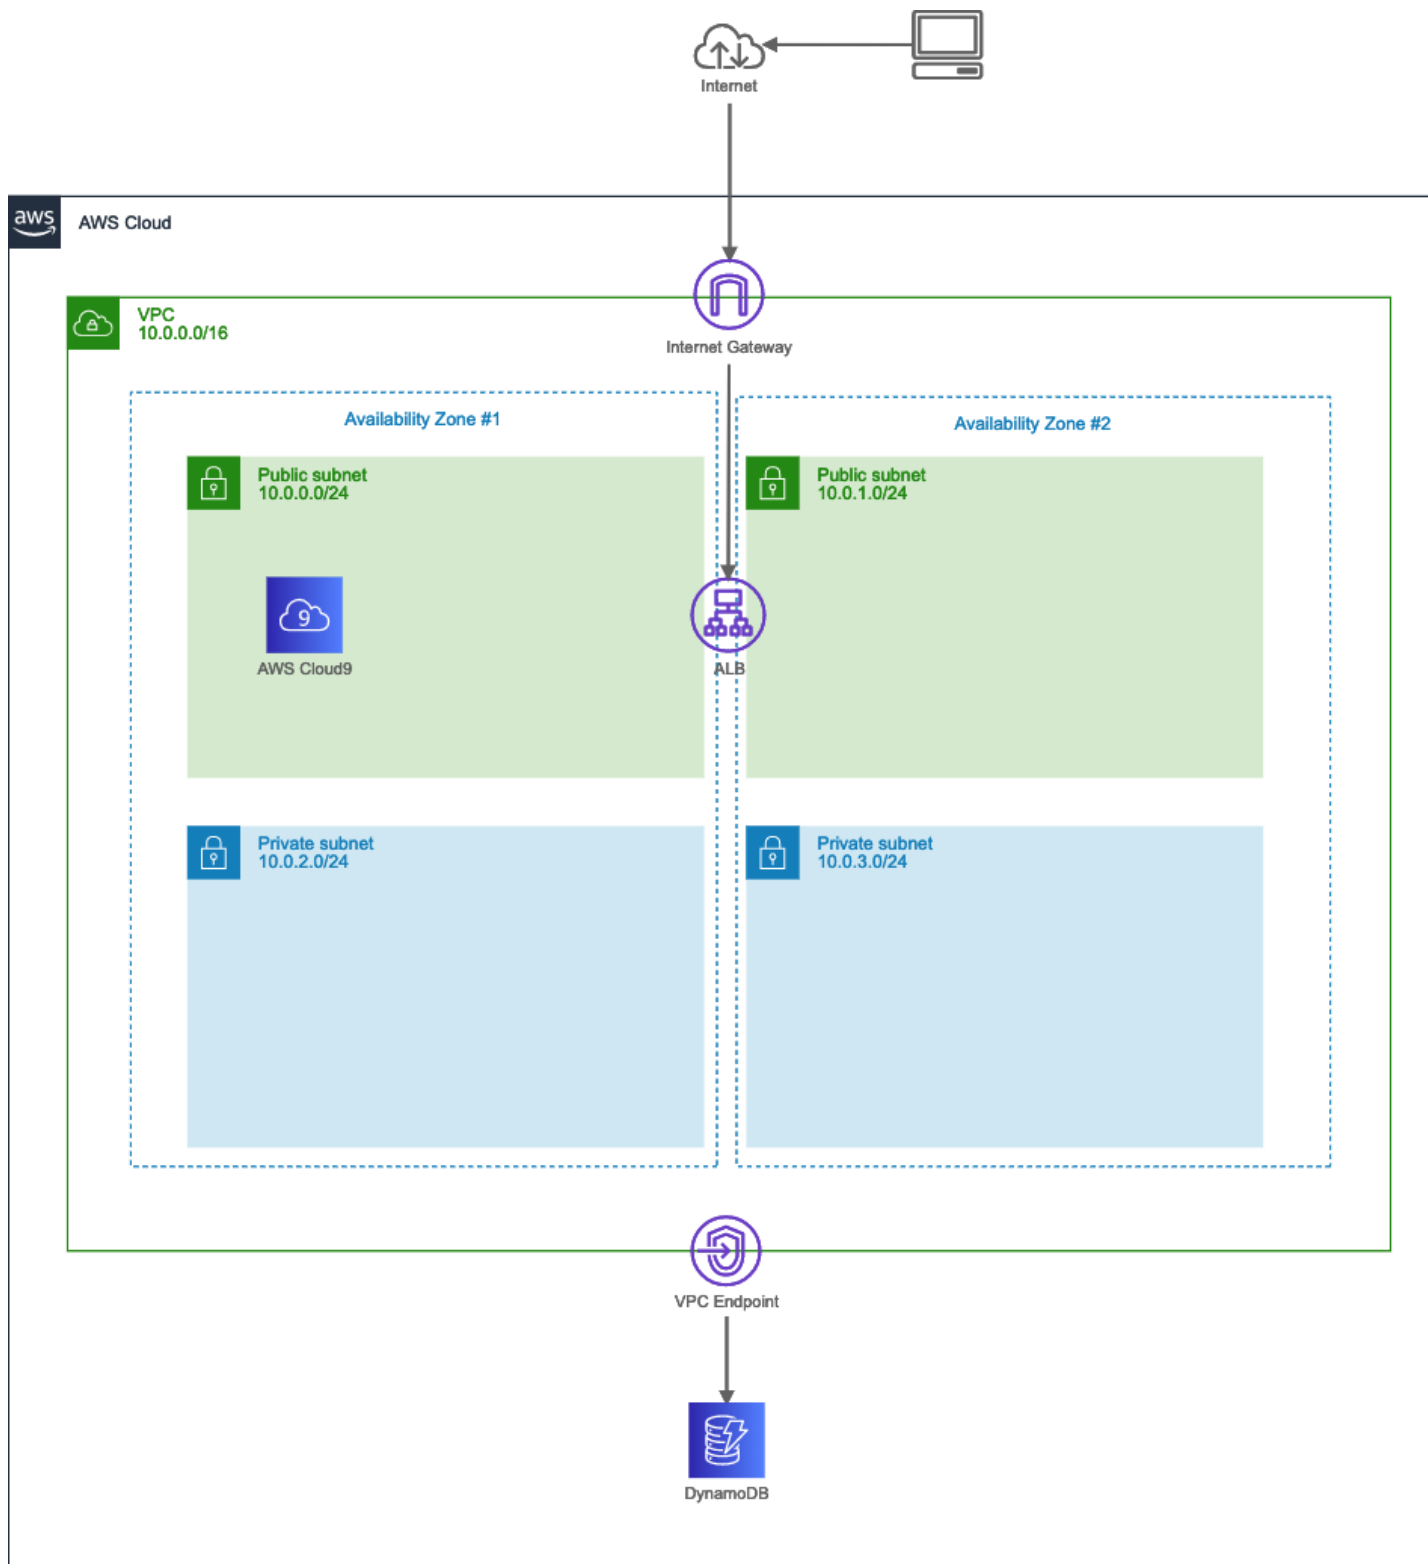 Internet
aws
AWS Cloud
VPC
10.0.0.0/16
Internet Gateway
Availability Zone #1
Availability Zone #2
Public subnet
10.0.0.0/24
Public subnet
10.0.1.0/24
9
AWS Cloud9
ALB
Private subnet
10.0.2.0/24
Private subnet
10.0.3.0/24
VPC Endpoint
DynamoDB